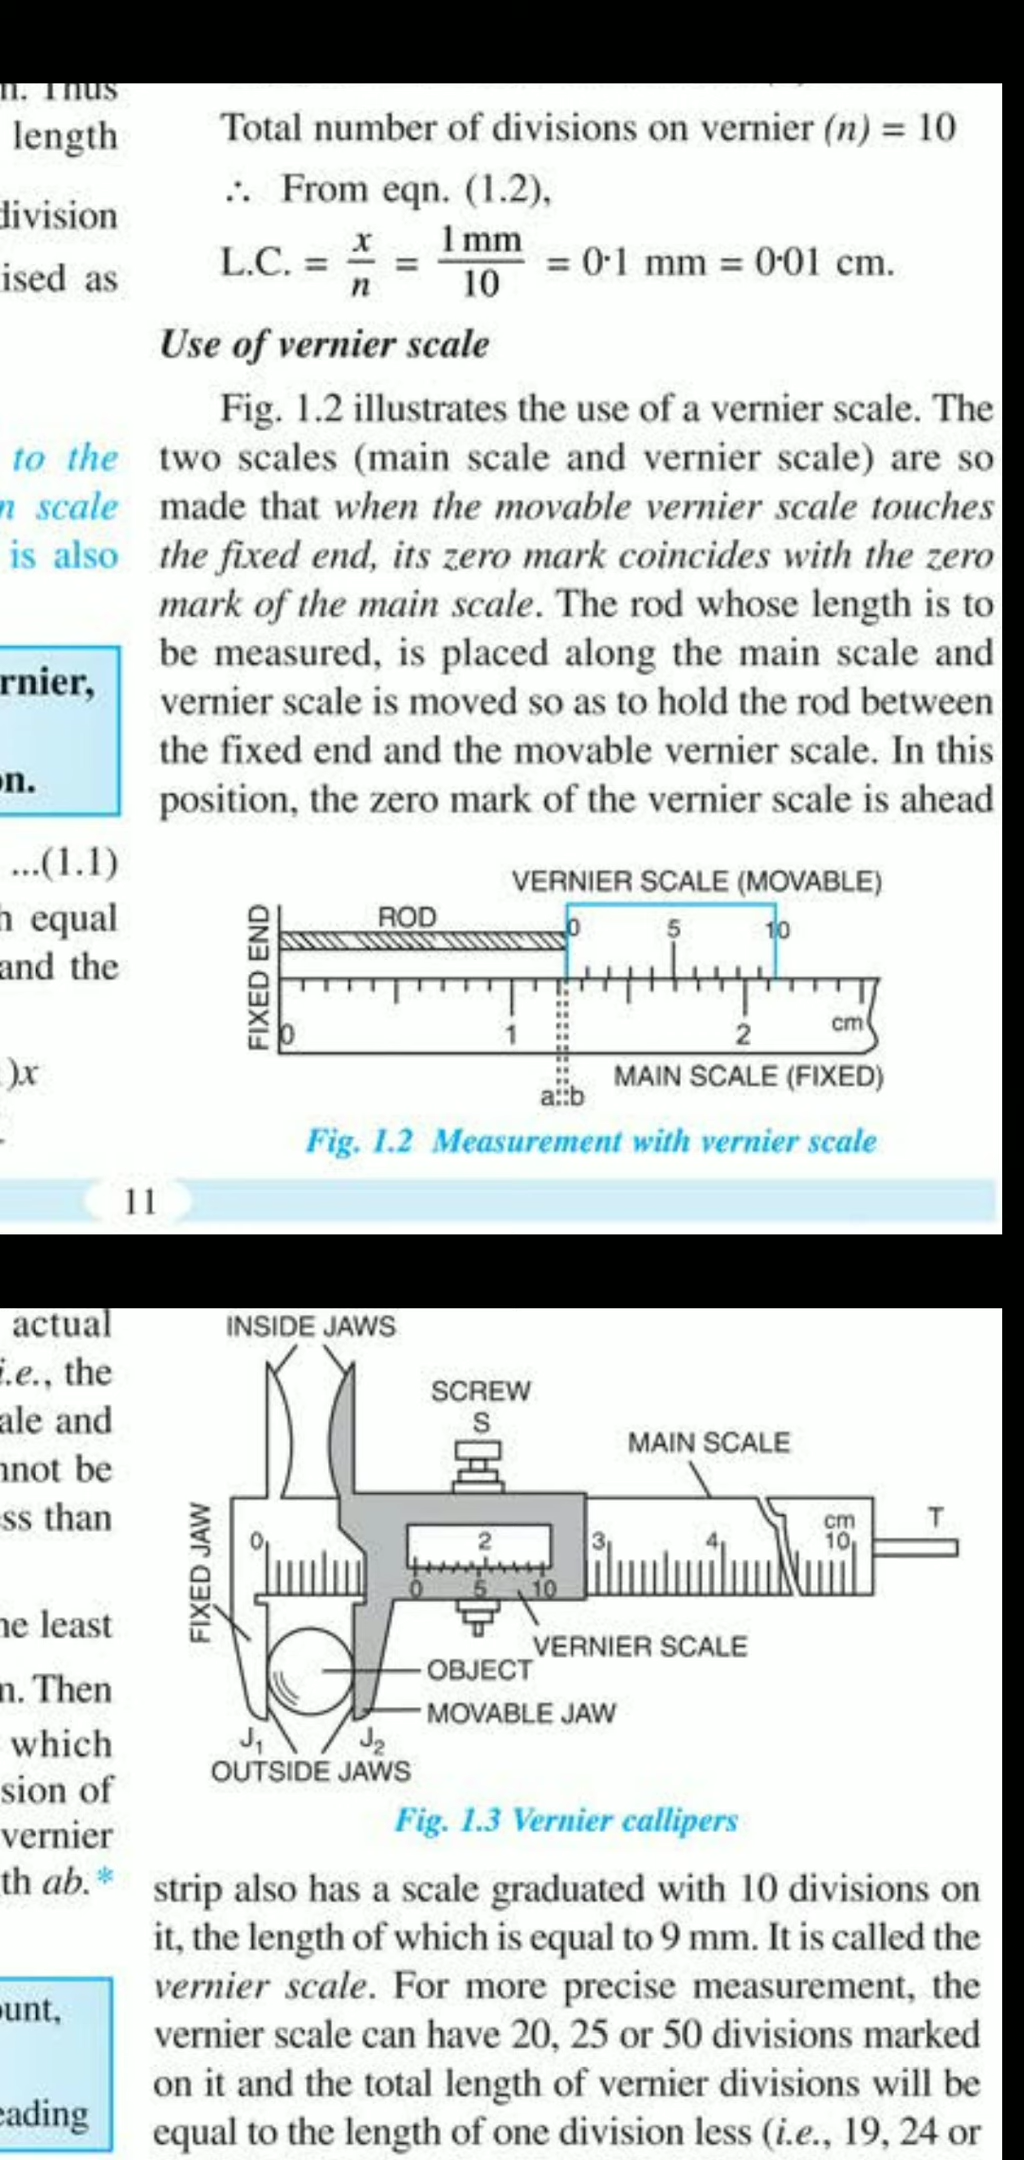 n. Thus
length
division
ised as
to the
n scale
is also
rnier,
on.
...(1.1)
h equal
and the
)x
Total number of divisions on vernier (n) = 10
∴ From eqn. (1.2),
L.C. = x/n = 1 mm/10 = 0·1 mm = 0·01 cm.
Use of vernier scale
Fig. 1.2 illustrates the use of a vernier scale. The
two scales (main scale and vernier scale) are so
made that when the movable vernier scale touches
the fixed end, its zero mark coincides with the zero
mark of the main scale. The rod whose length is to
be measured, is placed along the main scale and
vernier scale is moved so as to hold the rod between
the fixed end and the movable vernier scale. In this
position, the zero mark of the vernier scale is ahead
VERNIER SCALE (MOVABLE)
FIXED END
ROD
0 5 10
0 1 2 cm
MAIN SCALE (FIXED)
a b
Fig. 1.2 Measurement with vernier scale
11
actual
i.e., the
ale and
nnot be
ss than
he least
n. Then
which
sion of
vernier
th ab.*
ount,
eading
INSIDE JAWS
SCREW
S
MAIN SCALE
FIXED JAW
0 2 3 4 cm 10 T
0 5 10
VERNIER SCALE
OBJECT
MOVABLE JAW
J1 J2
OUTSIDE JAWS
Fig. 1.3 Vernier callipers
strip also has a scale graduated with 10 divisions on
it, the length of which is equal to 9 mm. It is called the
vernier scale. For more precise measurement, the
vernier scale can have 20, 25 or 50 divisions marked
on it and the total length of vernier divisions will be
equal to the length of one division less (i.e., 19, 24 or